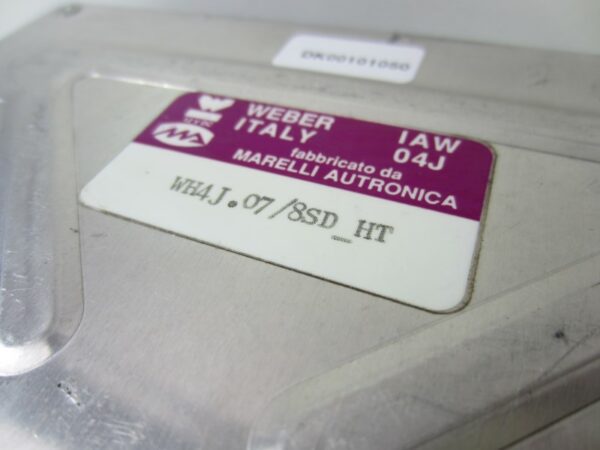 DK00101050
WEBER IAW
ITALY 04J
fabbricato da
MARELLI AUTRONICA
WH4J.07/8SD_HT